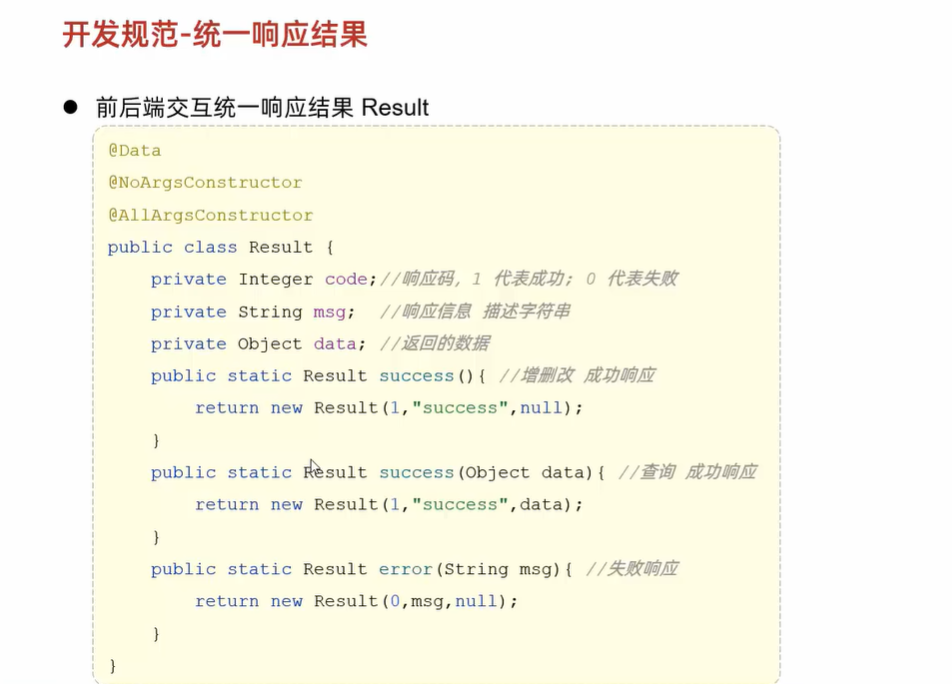 开发规范-统一响应结果
● 前后端交互统一响应结果 Result
@Data
@NoArgsConstructor
@AllArgsConstructor
public class Result {
    private Integer code;//响应码，1 代表成功; 0 代表失败
    private String msg;  //响应信息 描述字符串
    private Object data; //返回的数据
    public static Result success(){ //增删改 成功响应
        return new Result(1,"success",null);
    }
    public static Result success(Object data){ //查询 成功响应
        return new Result(1,"success",data);
    }
    public static Result error(String msg){ //失败响应
        return new Result(0,msg,null);
    }
}